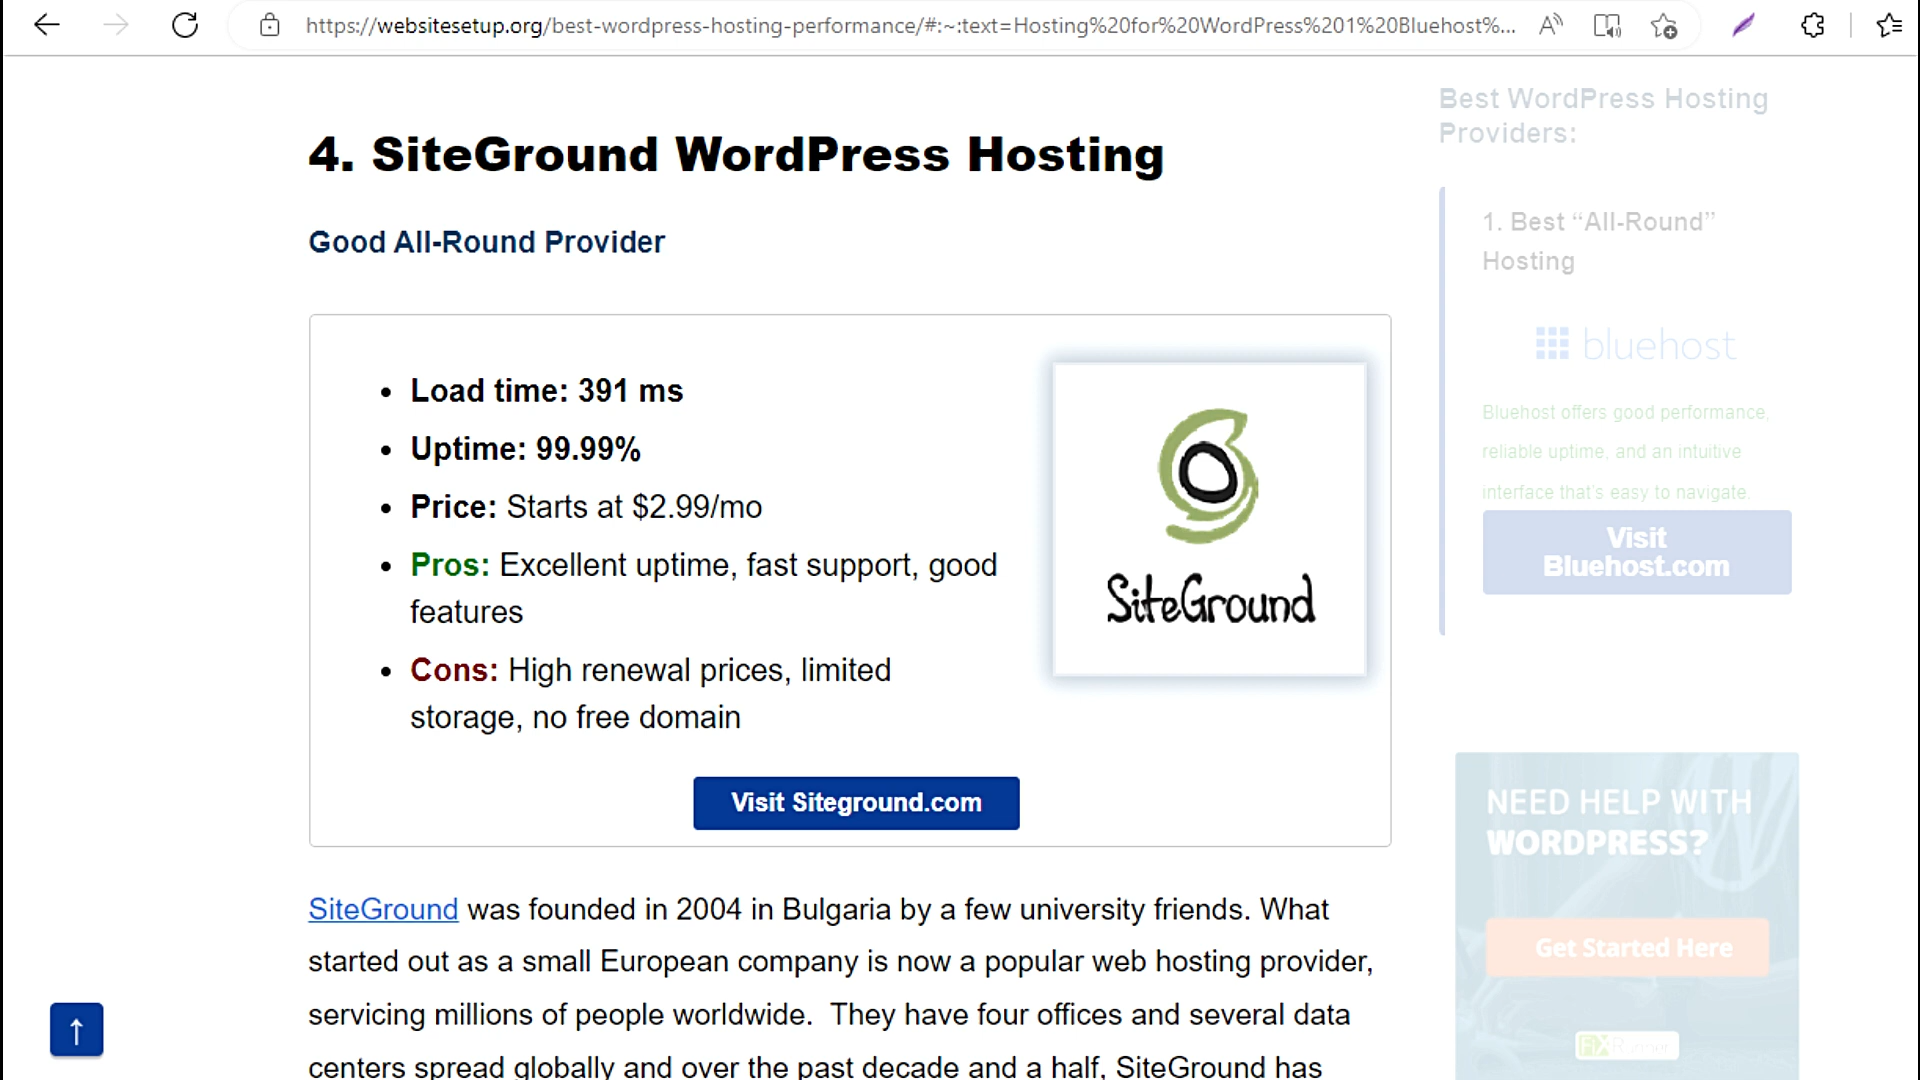 https://websitesetup.org/best-wordpress-hosting-performance/#:~:text=Hosting%20for%20WordPress%201%20Bluehost%...
4. SiteGround WordPress Hosting
Good All-Round Provider
• Load time: 391 ms
• Uptime: 99.99%
• Price: Starts at $2.99/mo
• Pros: Excellent uptime, fast support, good
features
• Cons: High renewal prices, limited
storage, no free domain
SiteGround
Visit Siteground.com
SiteGround was founded in 2004 in Bulgaria by a few university friends. What
started out as a small European company is now a popular web hosting provider,
servicing millions of people worldwide.  They have four offices and several data
centers spread globally and over the past decade and a half, SiteGround has
Best WordPress Hosting
Providers:
1. Best “All-Round”
Hosting
bluehost
Bluehost offers good performance,
reliable uptime, and an intuitive
interface that's easy to navigate.
Visit
Bluehost.com
NEED HELP WITH
WORDPRESS?
Get Started Here
FiXRunner